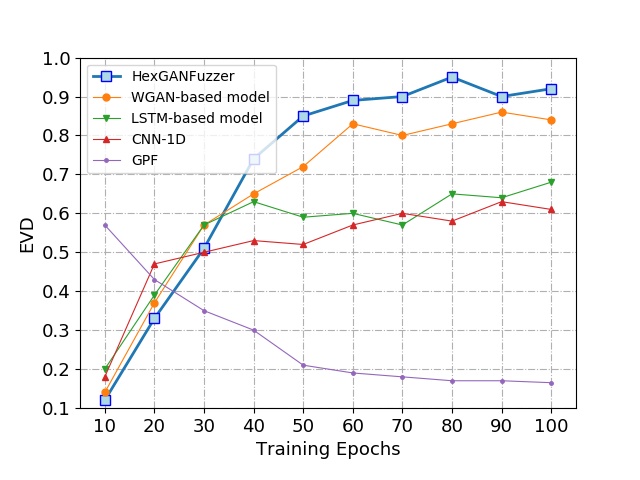 1.0
0.9
0.8
0.7
0.6
0.5
0.4
0.3
0.2
0.1
EVD
HexGANFuzzer
WGAN-based model
LSTM-based model
CNN-1D
GPF
10 20 30 40 50 60 70 80 90 100
Training Epochs